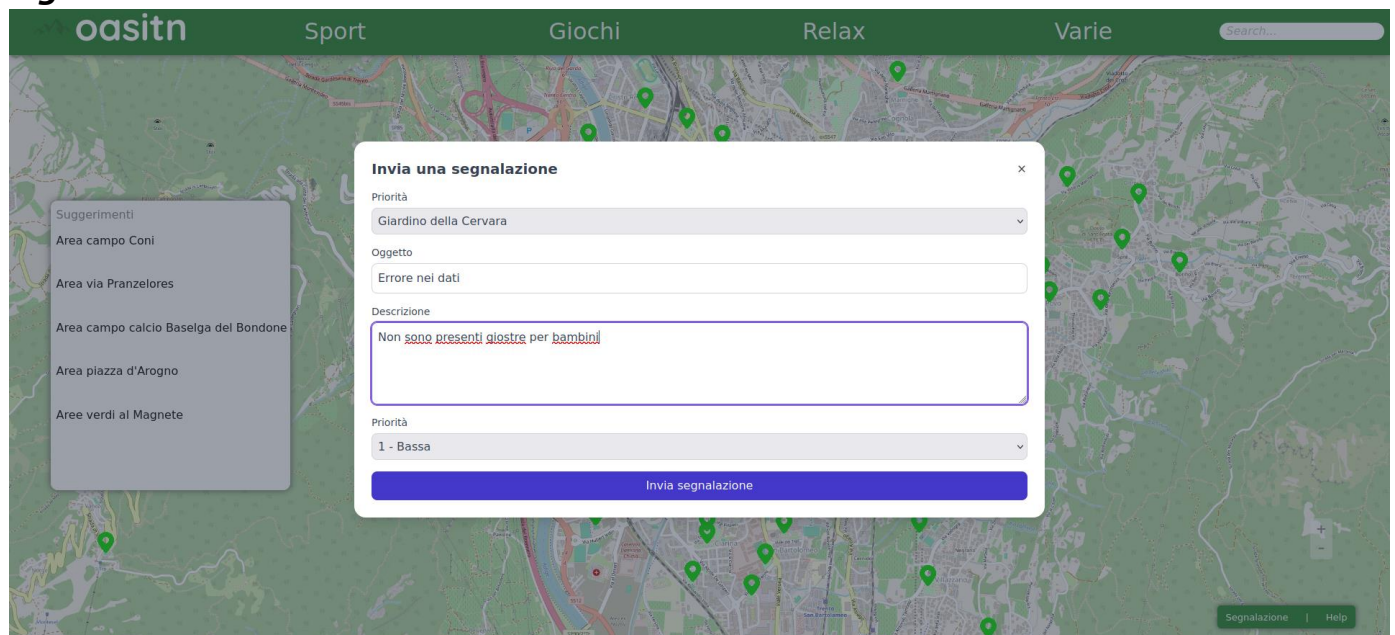 oasitn
Sport
Giochi
Relax
Varie
Search...
Invia una segnalazione
×
Priorità
Giardino della Cervara
Oggetto
Errore nei dati
Descrizione
Non sono presenti giostre per bambini
Priorità
1 - Bassa
Invia segnalazione
Suggerimenti
Area campo Coni
Area via Pranzelores
Area campo calcio Baselga del Bondone
Area piazza d'Arogno
Aree verdi al Magnete
+
-
Segnalazione | Help